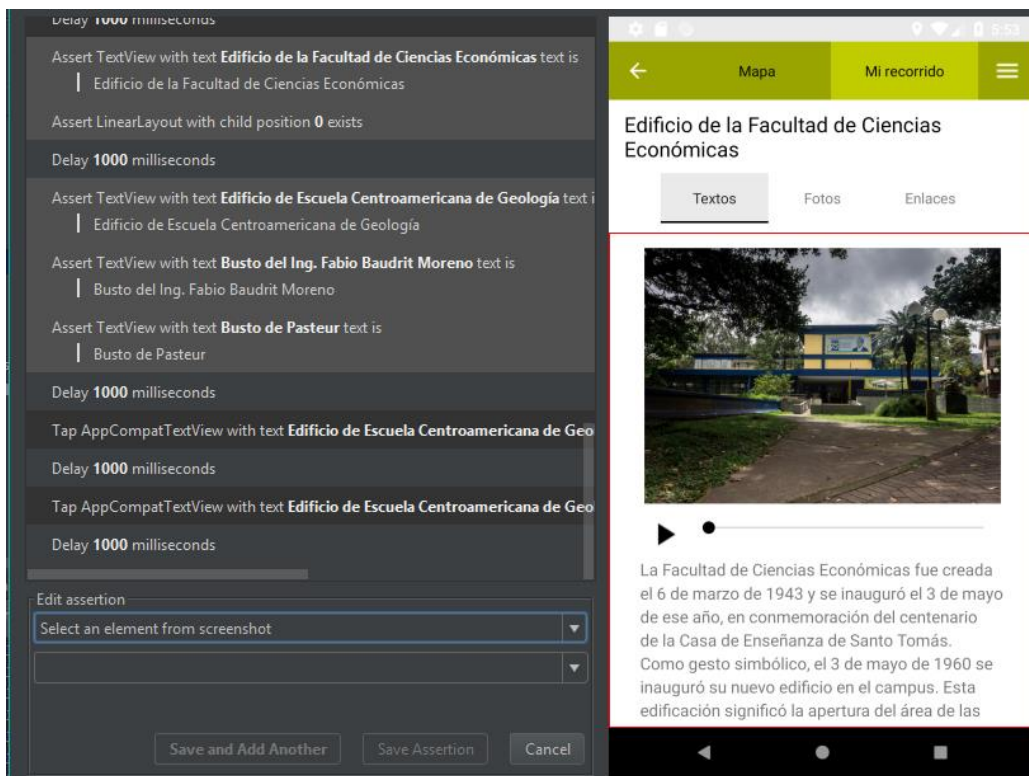 Delay 1000 milliseconds
Assert TextView with text Edificio de la Facultad de Ciencias Económicas text is
Edificio de la Facultad de Ciencias Económicas
Assert LinearLayout with child position 0 exists
Delay 1000 milliseconds
Assert TextView with text Edificio de Escuela Centroamericana de Geología text i
Edificio de Escuela Centroamericana de Geología
Assert TextView with text Busto del Ing. Fabio Baudrit Moreno text is
Busto del Ing. Fabio Baudrit Moreno
Assert TextView with text Busto de Pasteur text is
Busto de Pasteur
Delay 1000 milliseconds
Tap AppCompatTextView with text Edificio de Escuela Centroamericana de Geo
Delay 1000 milliseconds
Tap AppCompatTextView with text Edificio de Escuela Centroamericana de Geo
Delay 1000 milliseconds
Edit assertion
Select an element from screenshot
Save and Add Another
Save Assertion
Cancel
5:53
Mapa
Mi recorrido
Edificio de la Facultad de Ciencias
Económicas
Textos
Fotos
Enlaces
La Facultad de Ciencias Económicas fue creada
el 6 de marzo de 1943 y se inauguró el 3 de mayo
de ese año, en conmemoración del centenario
de la Casa de Enseñanza de Santo Tomás.
Como gesto simbólico, el 3 de mayo de 1960 se
inauguró su nuevo edificio en el campus. Esta
edificación significó la apertura del área de las